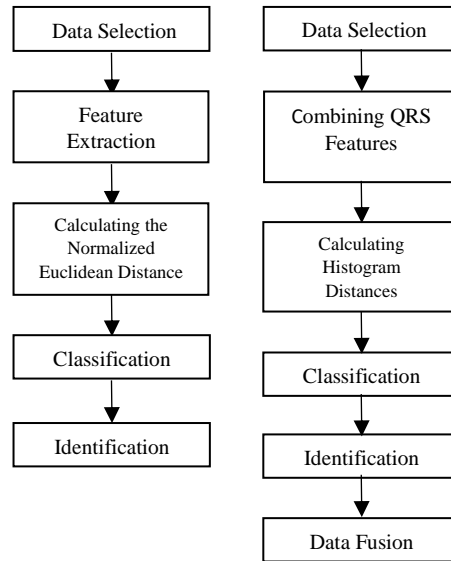 Data Selection
Feature
Extraction
Calculating the
Normalized
Euclidean Distance
Classification
Identification
Data Selection
Combining QRS
Features
Calculating
Histogram
Distances
Classification
Identification
Data Fusion